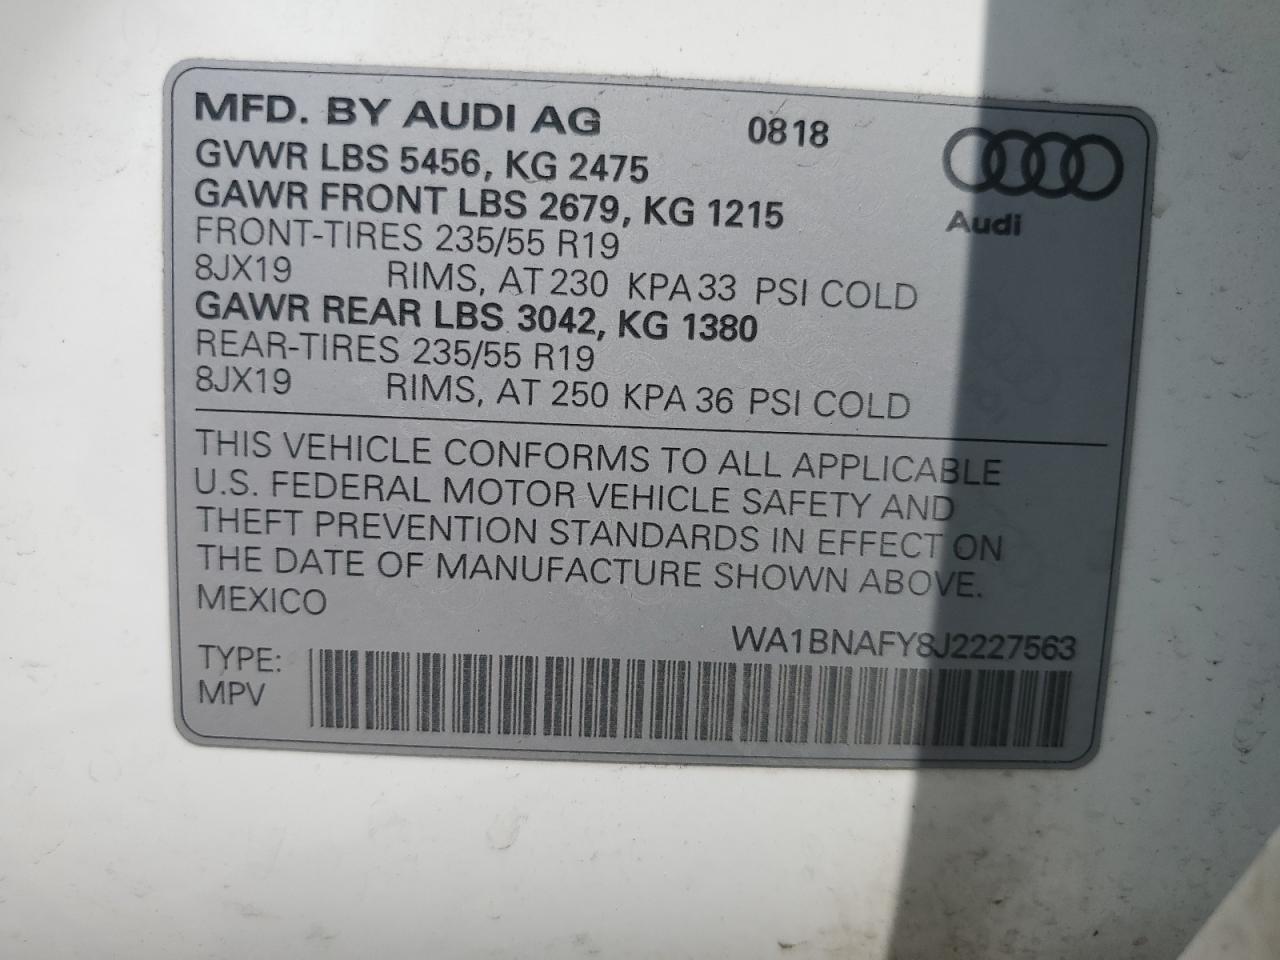 MFD. BY AUDI AG 0818
GVWR LBS 5456, KG 2475
GAWR FRONT LBS 2679, KG 1215
Audi
FRONT-TIRES 235/55 R19
8JX19 RIMS, AT 230 KPA 33 PSI COLD
GAWR REAR LBS 3042, KG 1380
REAR-TIRES 235/55 R19
8JX19 RIMS, AT 250 KPA 36 PSI COLD
THIS VEHICLE CONFORMS TO ALL APPLICABLE
U.S. FEDERAL MOTOR VEHICLE SAFETY AND
THEFT PREVENTION STANDARDS IN EFFECT ON
THE DATE OF MANUFACTURE SHOWN ABOVE.
MEXICO
WA1BNAFY8J2227563
TYPE:
MPV